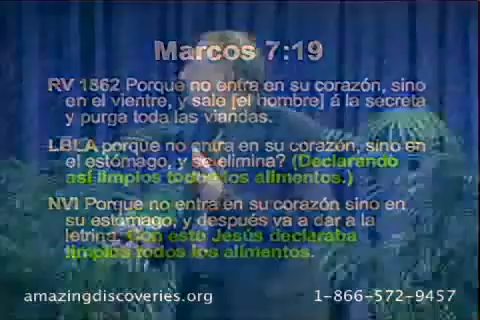 Marcos 7:19
RV 1862 Porque no entra en su corazón, sino
en el vientre, y sale [el hombre] á la secreta
y purga toda las viandas.
LBLA porque no entra en su corazón, sino en
el estómago, y se elimina? (Declarando
así limpios todos los alimentos.)
NVI Porque no entra en su corazón sino en
su estómago, y después va a dar a la
letrina. Con esto Jesús declaraba
limpios todos los alimentos.
amazingdiscoveries.org 1-866-572-9457